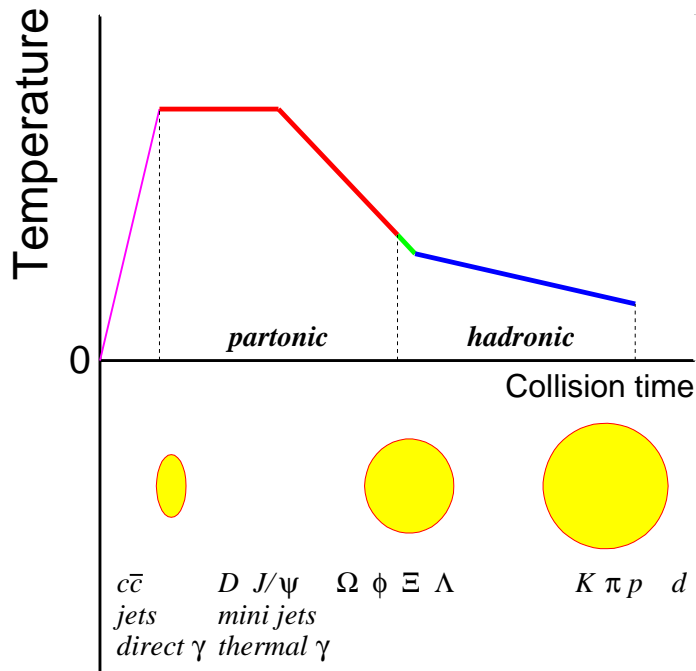 Temperature
partonic hadronic
0
Collision time
cc̅ D J/ψ Ω ϕ Ξ Λ K π p d
jets mini jets
direct γ thermal γ